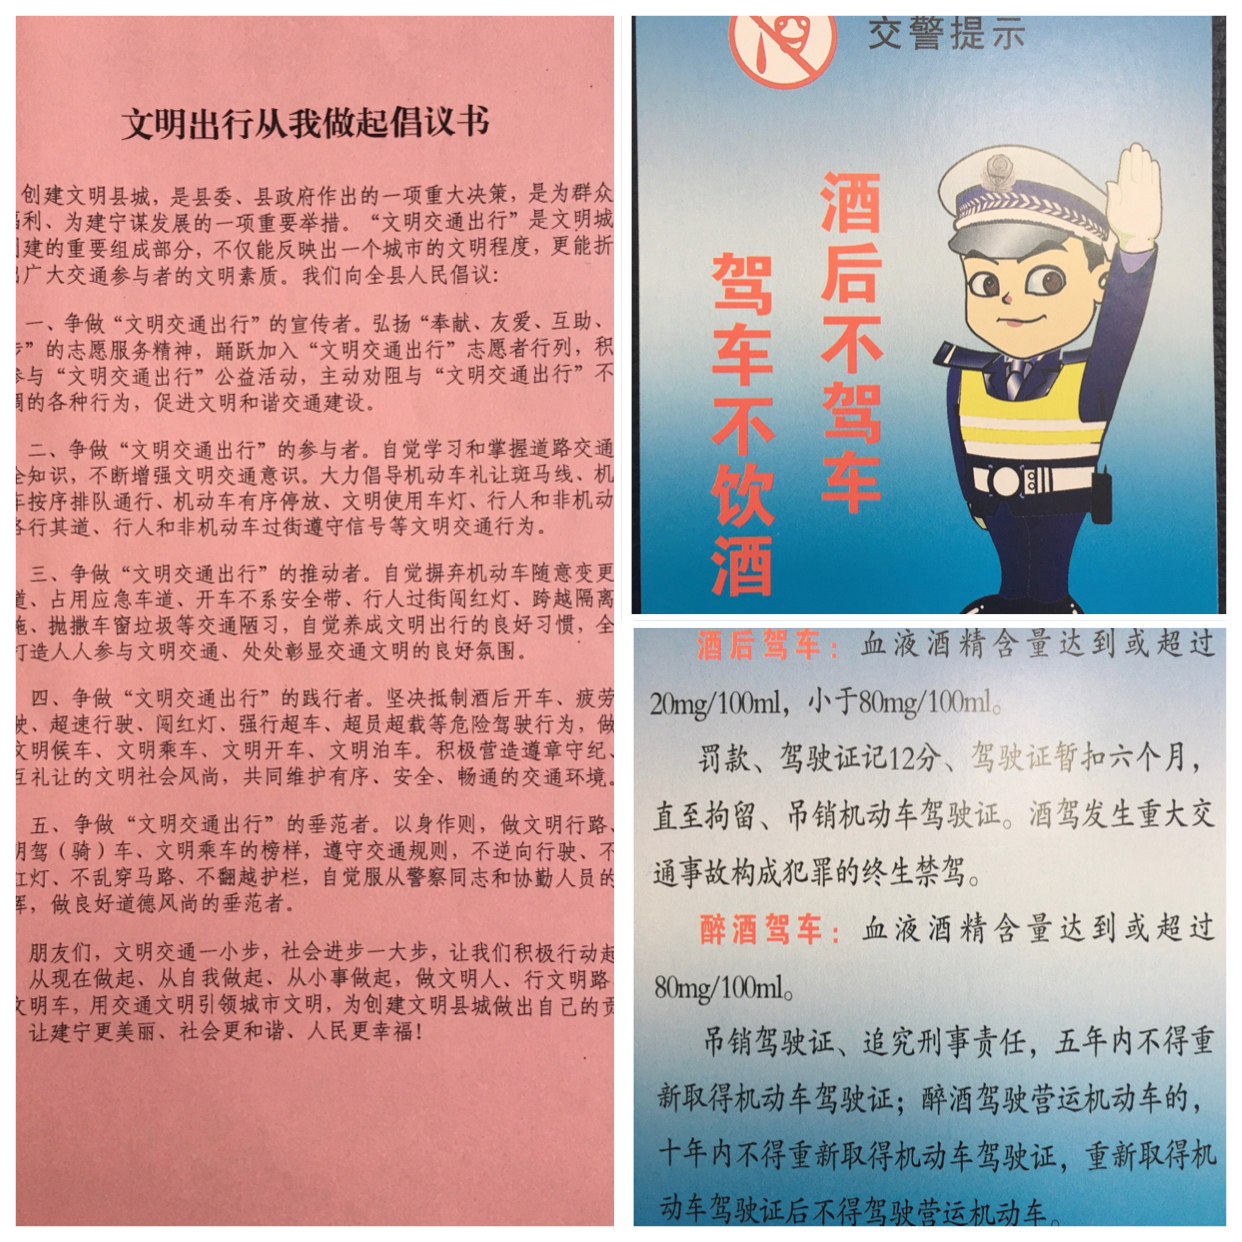 文明出行从我做起倡议书
创建文明县城，是县委、县政府作出的一项重大决策，是为群众
福利、为建宁谋发展的一项重要举措。“文明交通出行”是文明城
创建的重要组成部分，不仅能反映出一个城市的文明程度，更能折
出广大交通参与者的文明素质。我们向全县人民倡议：
一、争做“文明交通出行”的宣传者。弘扬“奉献、友爱、互助、
步”的志愿服务精神，踊跃加入“文明交通出行”志愿者行列，积
参与“文明交通出行”公益活动，主动劝阻与“文明交通出行”不
调的各种行为，促进文明和谐交通建设。
二、争做“文明交通出行”的参与者。自觉学习和掌握道路交通
全知识，不断增强文明交通意识。大力倡导机动车礼让斑马线、机
车按序排队通行、机动车有序停放、文明使用车灯、行人和非机动
各行其道、行人和非机动车过街遵守信号等文明交通行为。
三、争做“文明交通出行”的推动者。自觉摒弃机动车随意变更
道、占用应急车道、开车不系安全带、行人过街闯红灯、跨越隔离
施、抛撒车窗垃圾等交通陋习，自觉养成文明出行的良好习惯，全
打造人人参与文明交通、处处彰显交通文明的良好氛围。
四、争做“文明交通出行”的践行者。坚决抵制酒后开车、疲劳
驶、超速行驶、闯红灯、强行超车、超员超载等危险驾驶行为，做
文明候车、文明乘车、文明开车、文明泊车。积极营造遵章守纪、
互礼让的文明社会风尚，共同维护有序、安全、畅通的交通环境。
五、争做“文明交通出行”的垂范者。以身作则，做文明行路、
明驾（骑）车、文明乘车的榜样，遵守交通规则，不逆向行驶、不
红灯、不乱穿马路、不翻越护栏，自觉服从警察同志和协勤人员的
挥，做良好道德风尚的垂范者。
朋友们，文明交通一小步，社会进步一大步，让我们积极行动起
从现在做起、从自我做起、从小事做起，做文明人、行文明路
文明车，用交通文明引领城市文明，为创建文明县城做出自己的贡
让建宁更美丽、社会更和谐、人民更幸福！
交警提示
酒后不驾车
驾车不饮酒
酒后驾车：血液酒精含量达到或超过
20mg/100ml，小于80mg/100ml。
罚款、驾驶证记12分、驾驶证暂扣六个月，
直至拘留、吊销机动车驾驶证。酒驾发生重大交
通事故构成犯罪的终生禁驾。
醉酒驾车：血液酒精含量达到或超过
80mg/100ml。
吊销驾驶证、追究刑事责任，五年内不得重
新取得机动车驾驶证；醉酒驾驶营运机动车的，
十年内不得重新取得机动车驾驶证，重新取得机
动车驾驶证后不得驾驶营运机动车。